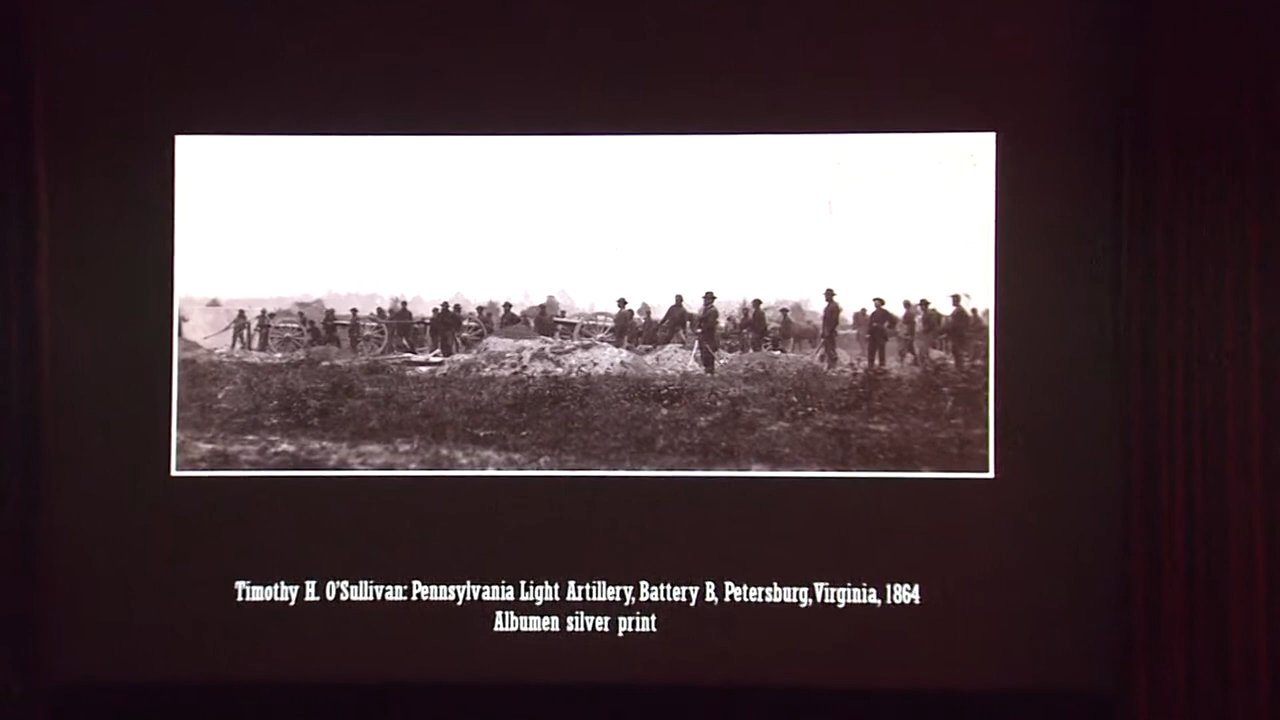 Timothy H. O'Sullivan: Pennsylvania Light Artillery, Battery B, Petersburg, Virginia, 1864
Albumen silver print